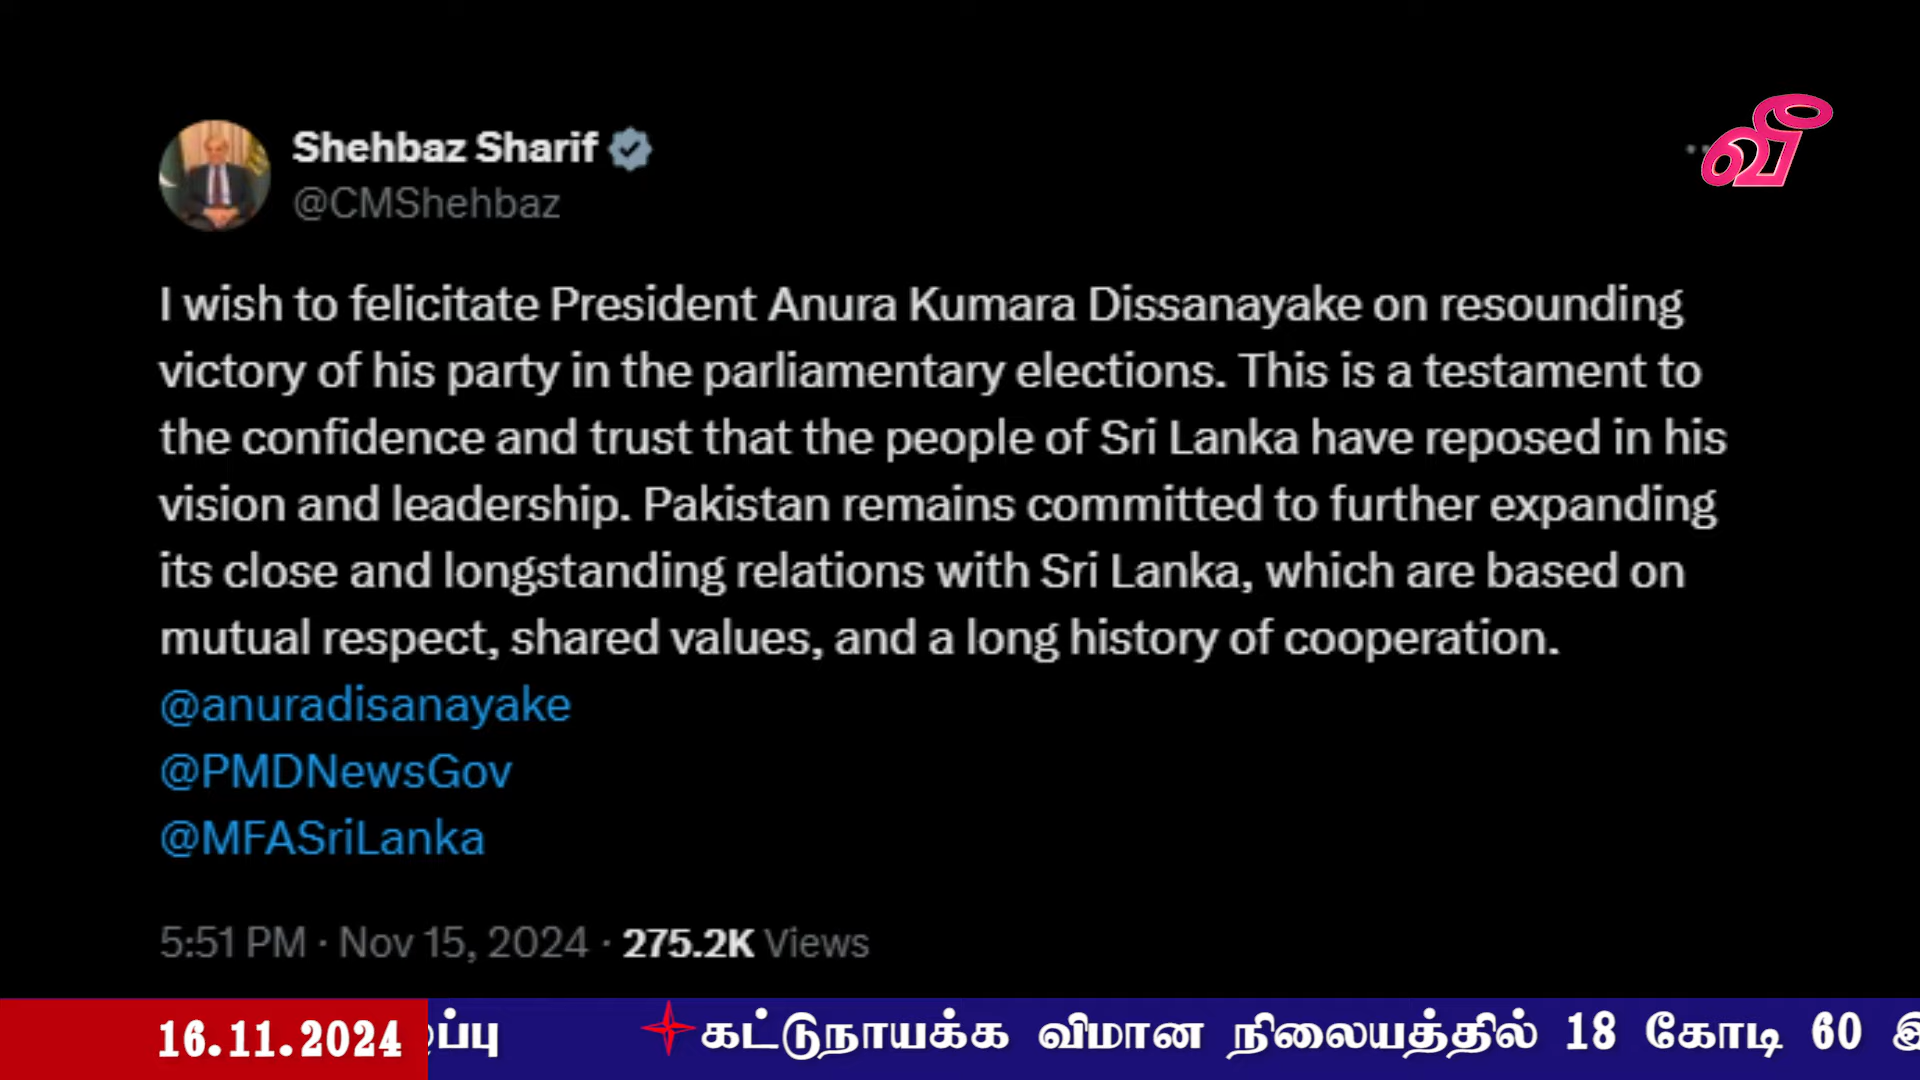 Shehbaz Sharif
@CMShehbaz
வீ
I wish to felicitate President Anura Kumara Dissanayake on resounding
victory of his party in the parliamentary elections. This is a testament to
the confidence and trust that the people of Sri Lanka have reposed in his
vision and leadership. Pakistan remains committed to further expanding
its close and longstanding relations with Sri Lanka, which are based on
mutual respect, shared values, and a long history of cooperation.
@anuradisanayake
@PMDNewsGov
@MFASriLanka
5:51 PM · Nov 15, 2024 · 275.2K Views
16.11.2024 கட்டுநாயக்க விமான நிலையத்தில் 18 கோடி 60